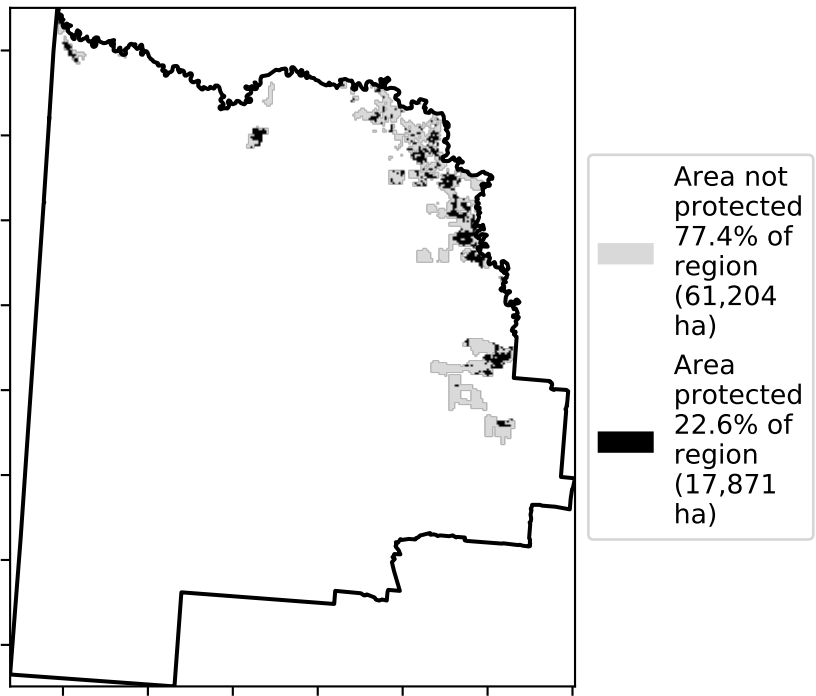 Area not
protected
77.4% of
region
(61,204
ha)
Area
protected
22.6% of
region
(17,871
ha)